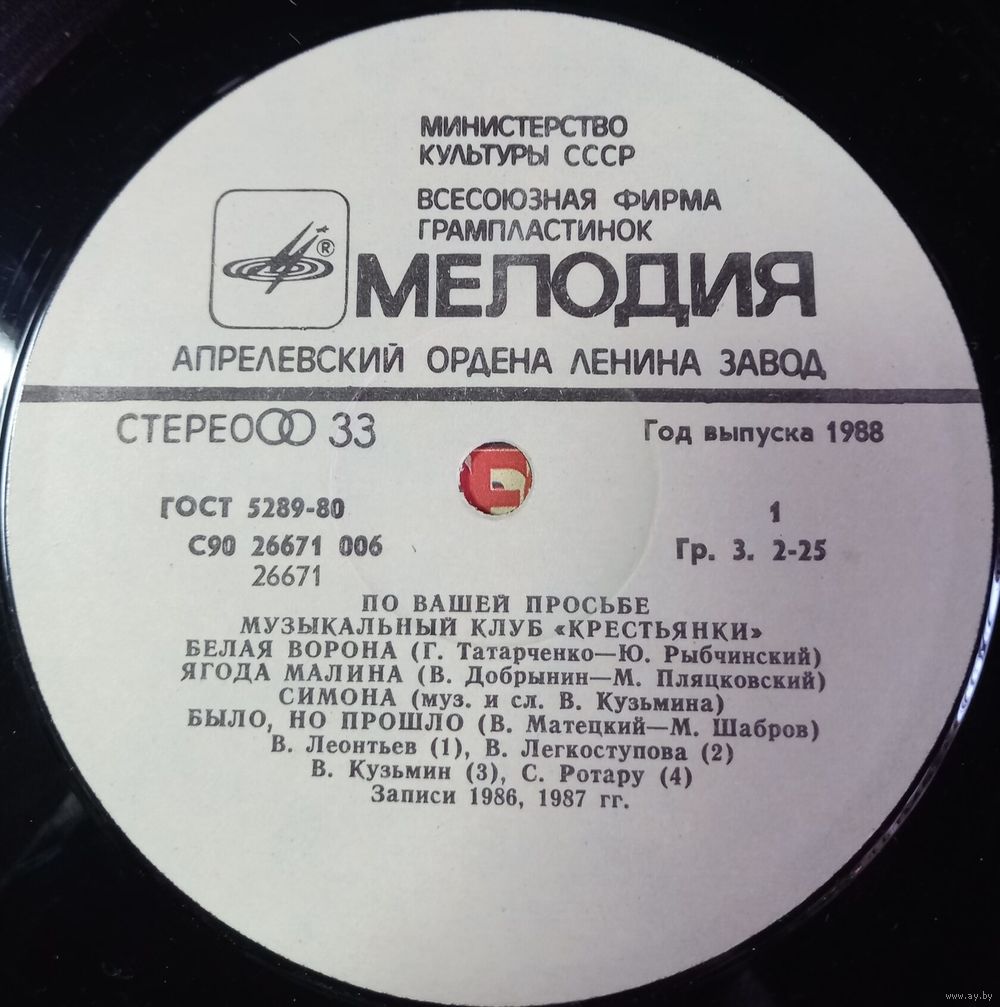 МИНИСТЕРСТВО
КУЛЬТУРЫ СССР
ВСЕСОЮЗНАЯ ФИРМА
ГРАМПЛАСТИНОК
®
МЕЛОДИЯ
АПРЕЛЕВСКИЙ ОРДЕНА ЛЕНИНА ЗАВОД
СТЕРЕО 33
Год выпуска 1988
ГОСТ 5289-80
1
С90 26671 006
Гр. 3. 2-25
26671
ПО ВАШЕЙ ПРОСЬБЕ
МУЗЫКАЛЬНЫЙ КЛУБ «КРЕСТЬЯНКИ»
БЕЛАЯ ВОРОНА (Г. Татарченко—Ю. Рыбчинский)
ЯГОДА МАЛИНА (В. Добрынин—М. Пляцковский)
СИМОНА (муз. и сл. В. Кузьмина)
БЫЛО, НО ПРОШЛО (В. Матецкий—М. Шабров)
В. Леонтьев (1), В. Легкоступова (2)
В. Кузьмин (3), С. Ротару (4)
Записи 1986, 1987 гг.
www.ay.by